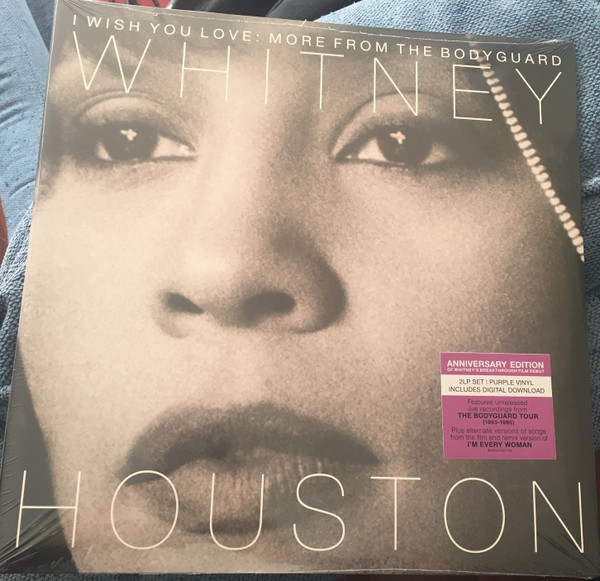 I WISH YOU LOVE: MORE FROM THE BODYGUARD
WHITNEY
ANNIVERSARY EDITION
OF WHITNEY'S BREAKTHROUGH FILM DEBUT
2LP SET | PURPLE VINYL
INCLUDES DIGITAL DOWNLOAD
Features unreleased
live recordings from
THE BODYGUARD TOUR
(1993-1995)
Plus alternate versions of songs
from the film and remix version of
I'M EVERY WOMAN
HOUSTON